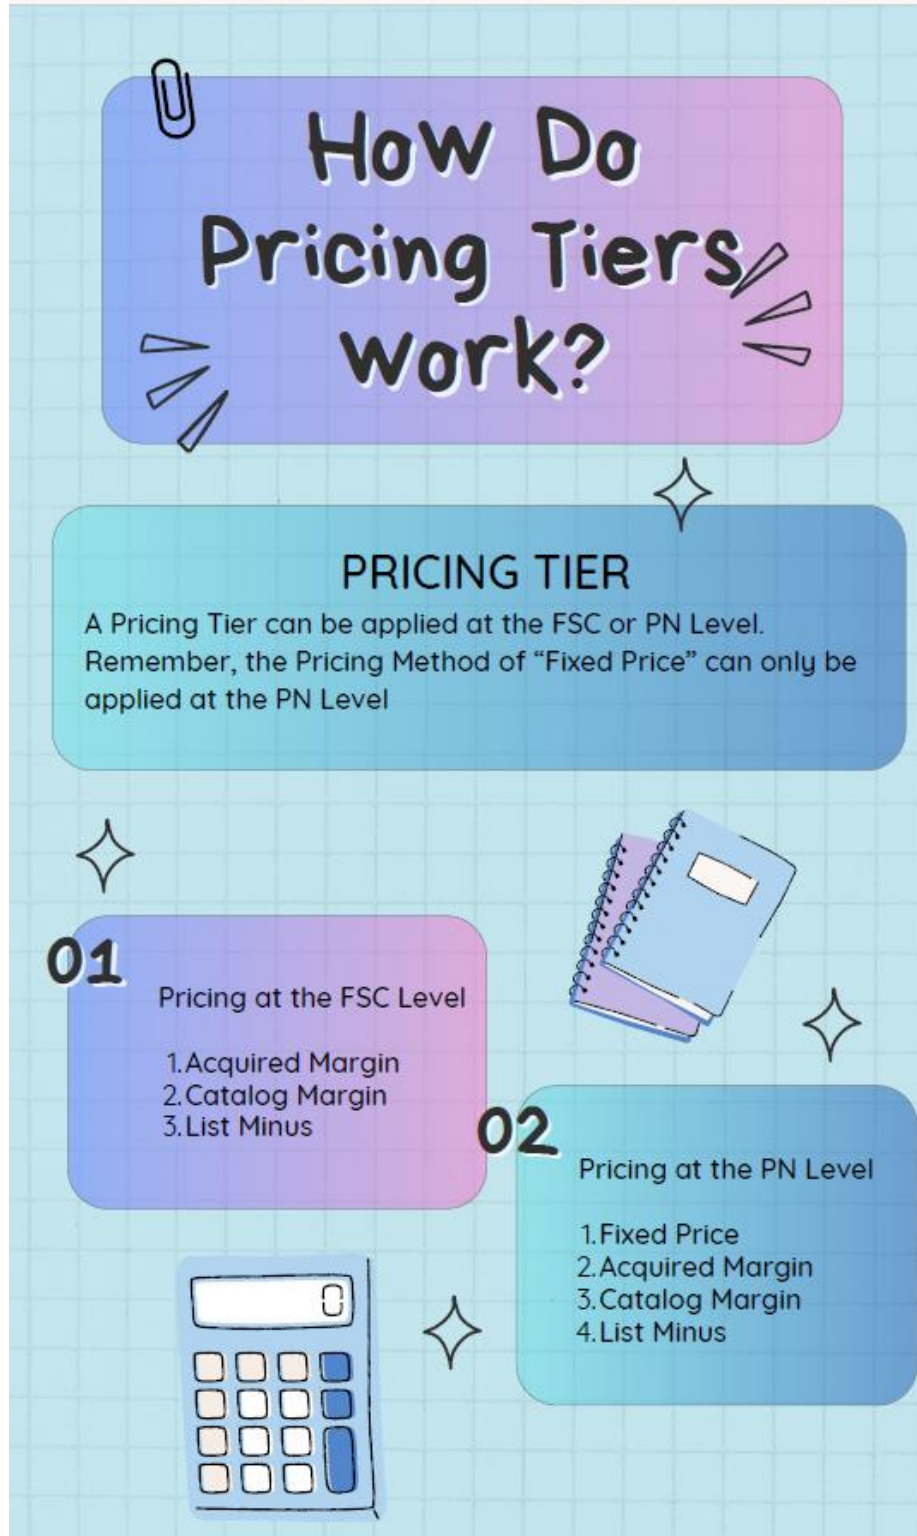 How Do
Pricing Tiers
Work?
PRICING TIER
A Pricing Tier can be applied at the FSC or PN Level.
Remember, the Pricing Method of “Fixed Price” can only be
applied at the PN Level
01
Pricing at the FSC Level
1.Acquired Margin
2.Catalog Margin
3.List Minus
02
Pricing at the PN Level
1.Fixed Price
2.Acquired Margin
3.Catalog Margin
4.List Minus
0